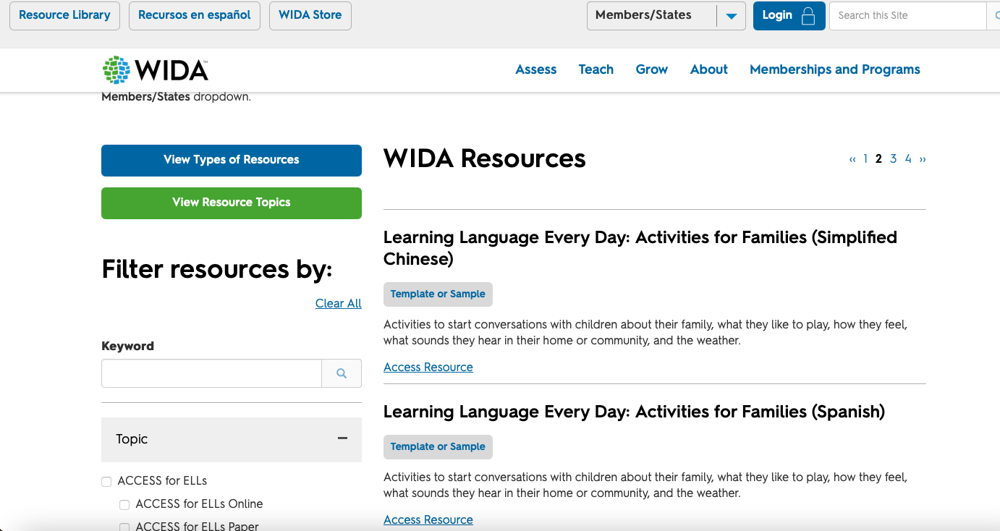 Resource Library
Recursos en español
WIDA Store
Members/States
Login
Search this Site
WIDA
Assess
Teach
Grow
About
Memberships and Programs
Members/States dropdown.
View Types of Resources
View Resource Topics
Filter resources by:
Clear All
Keyword
Topic
ACCESS for ELLs
ACCESS for ELLs Online
ACCESS for ELLs Paper
WIDA Resources
‹‹ 1 2 3 4 ››
Learning Language Every Day: Activities for Families (Simplified
Chinese)
Template or Sample
Activities to start conversations with children about their family, what they like to play, how they feel,
what sounds they hear in their home or community, and the weather.
Access Resource
Learning Language Every Day: Activities for Families (Spanish)
Template or Sample
Activities to start conversations with children about their family, what they like to play, how they feel,
what sounds they hear in their home or community, and the weather.
Access Resource